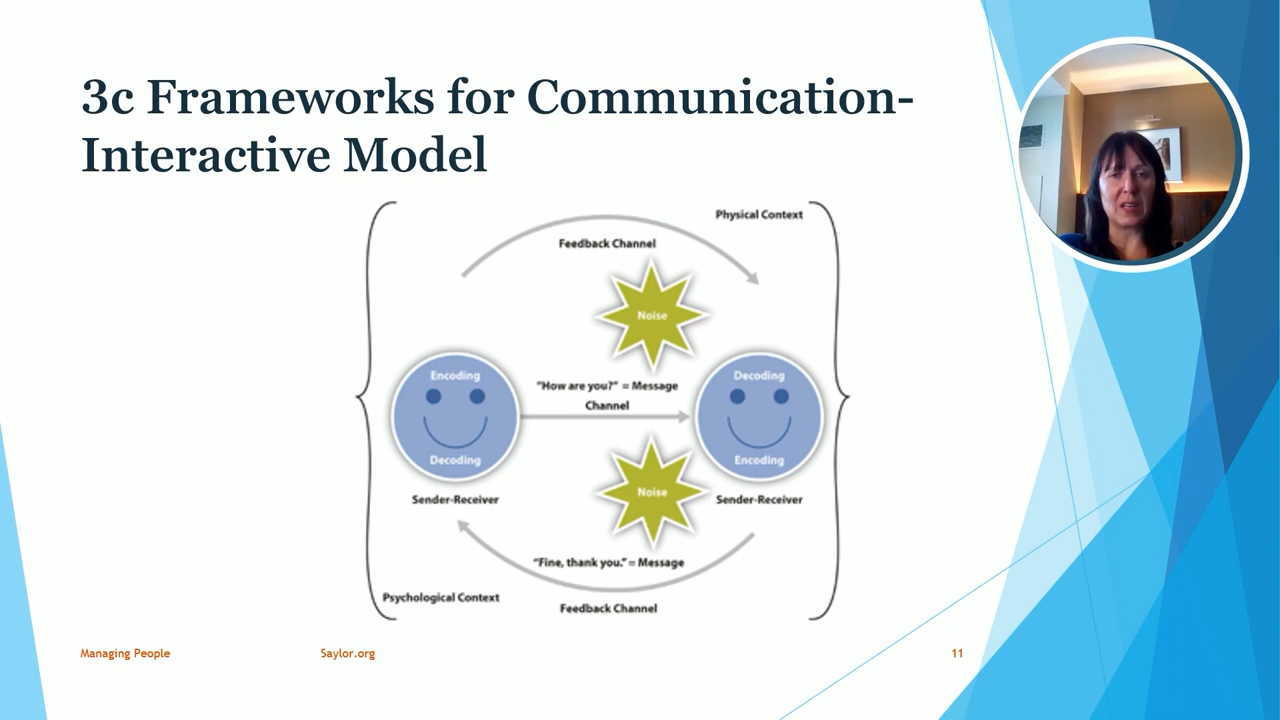 3c Frameworks for Communication-
Interactive Model
Physical Context
Feedback Channel
Noise
Encoding
Decoding
"How are you?" = Message
Channel
Decoding
Encoding
Noise
Sender-Receiver
Sender-Receiver
"Fine, thank you." = Message
Psychological Context
Feedback Channel
Managing People
Saylor.org
11